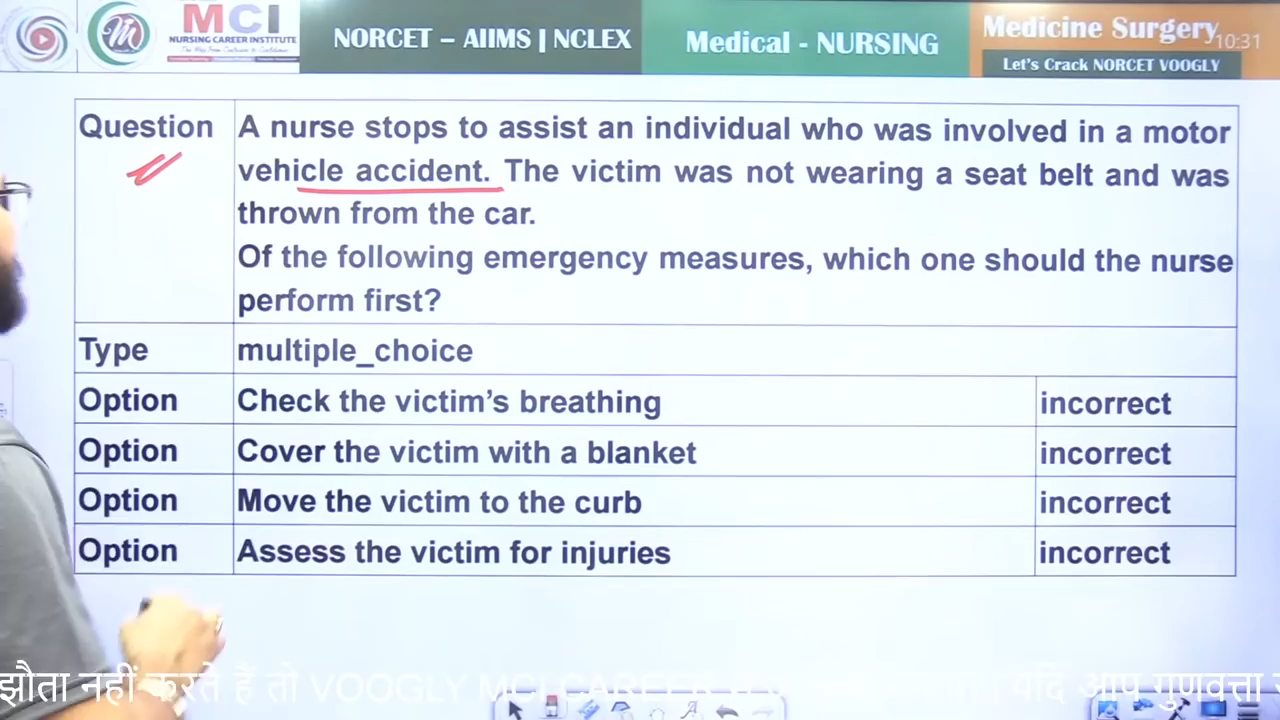 MCI
NURSING CAREER INSTITUTE
NORCET – AIIMS | NCLEX
Medical - NURSING
Medicine Surgery
10:31
Let's Crack NORCET VOOGLY
Question
A nurse stops to assist an individual who was involved in a motor
vehicle accident. The victim was not wearing a seat belt and was
thrown from the car.
Of the following emergency measures, which one should the nurse
perform first?
Type multiple_choice
Option Check the victim’s breathing incorrect
Option Cover the victim with a blanket incorrect
Option Move the victim to the curb incorrect
Option Assess the victim for injuries incorrect
नहीं करते हैं तो VOOGLY MCI CAREER यदि आप गुणवत्ता